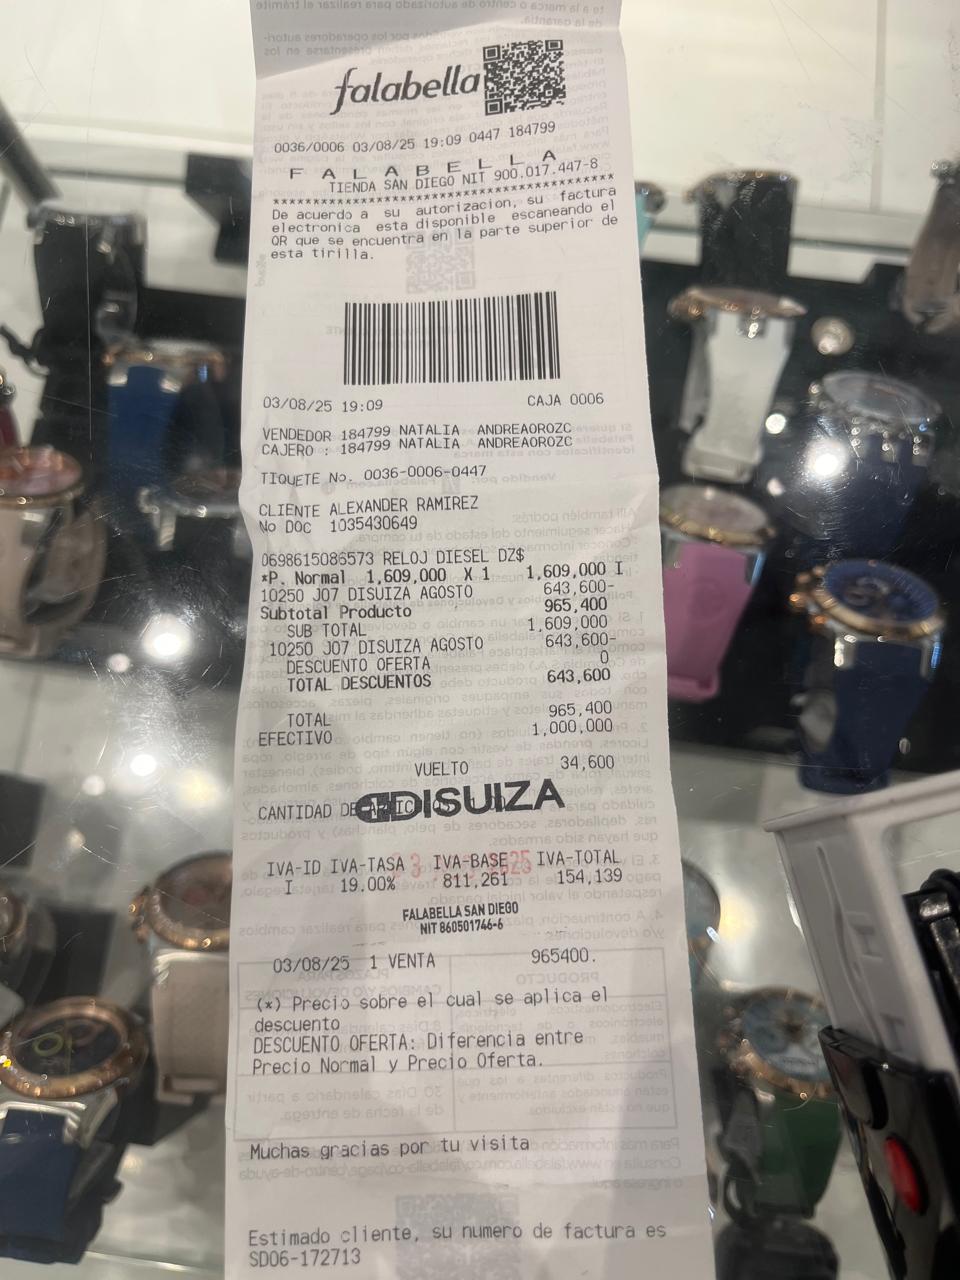 falabella
0036/0006 03/08/25 19:09 0447 184799
F A L A B E L L A
TIENDA SAN DIEGO NIT 900.017.447-8
****************************************
De acuerdo a su autorizacion, su factura
electronica esta disponible escaneando el
QR que se encuentra en la parte superior de
esta tirilla.
03/08/25 19:09 CAJA 0006
VENDEDOR 184799 NATALIA ANDREAOROZC
CAJERO : 184799 NATALIA ANDREAOROZC
TIQUETE No. 0036-0006-0447
CLIENTE ALEXANDER RAMIREZ
No DOC 1035430649
0698615086573 RELOJ DIESEL DZ$
*P. Normal 1,609,000 X 1 1,609,000 I
10250 J07 DISUIZA AGOSTO 643,600-
Subtotal Producto 965,400
SUB TOTAL 1,609,000
10250 J07 DISUIZA AGOSTO 643,600-
DESCUENTO OFERTA 0
TOTAL DESCUENTOS 643,600
TOTAL 965,400
EFECTIVO 1,000,000
VUELTO 34,600
DISUIZA
CANTIDAD DE
IVA-ID IVA-TASA IVA-BASE IVA-TOTAL
I 19.00% 811,261 154,139
FALABELLA SAN DIEGO
NIT 860501746-6
03/08/25 1 VENTA 965400.
(*) Precio sobre el cual se aplica el
descuento
DESCUENTO OFERTA: Diferencia entre
Precio Normal y Precio Oferta.
Muchas gracias por tu visita
Estimado cliente, su numero de factura es
SD06-172713